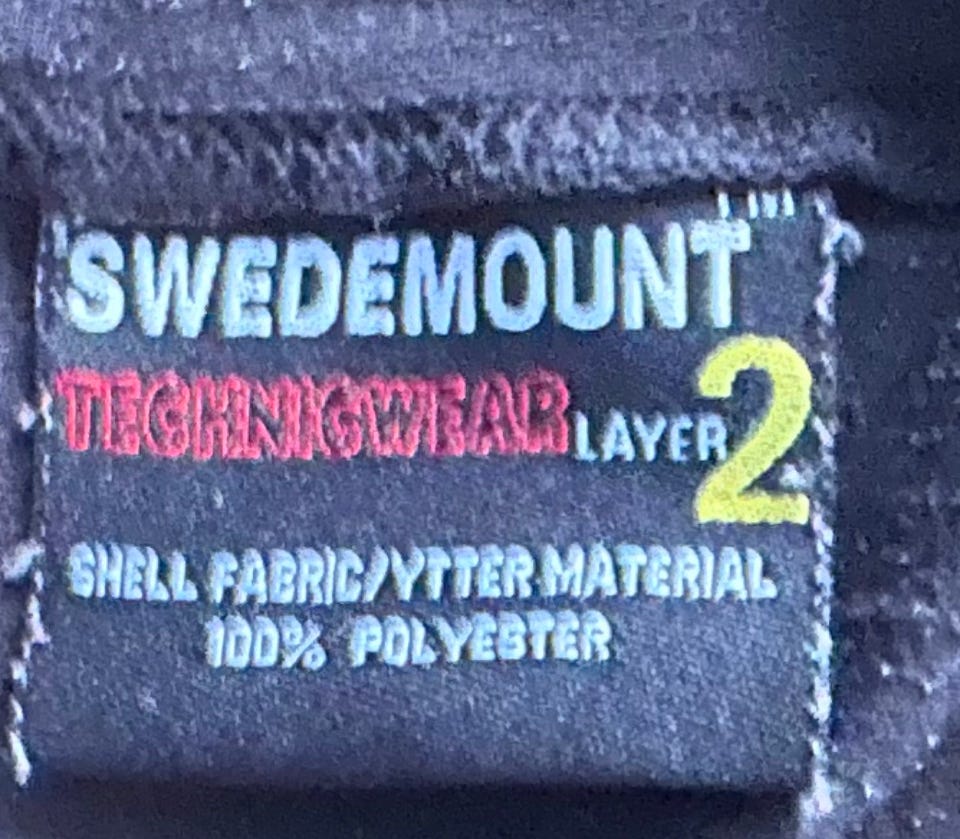 SWEDEMOUNT™
TECHNICWEAR LAYER 2
SHELL FABRIC/YTTER MATERIAL
100% POLYESTER